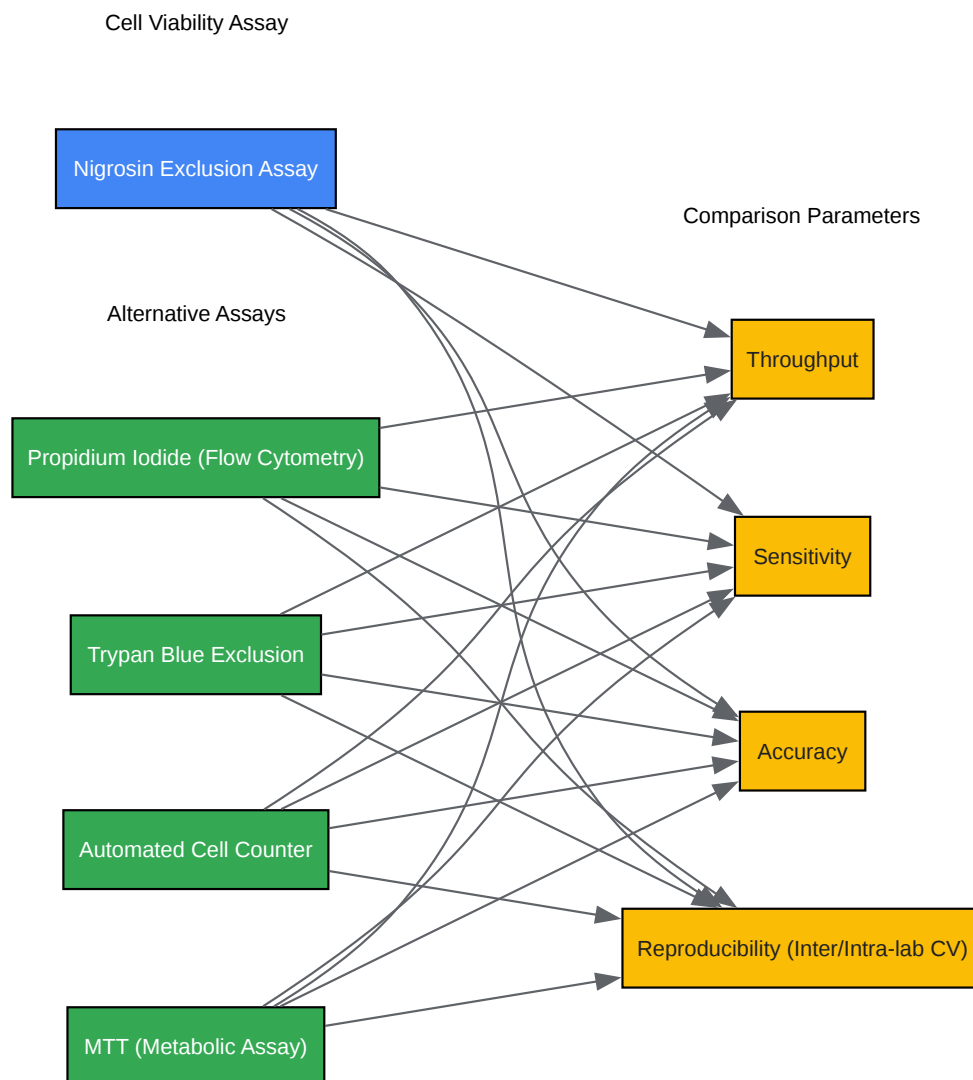 Cell Viability Assay
Nigrosin Exclusion Assay
Comparison Parameters
Alternative Assays
Throughput
Propidium Iodide (Flow Cytometry)
Sensitivity
Trypan Blue Exclusion
Accuracy
Automated Cell Counter
Reproducibility (Inter/Intra-lab CV)
MTT (Metabolic Assay)